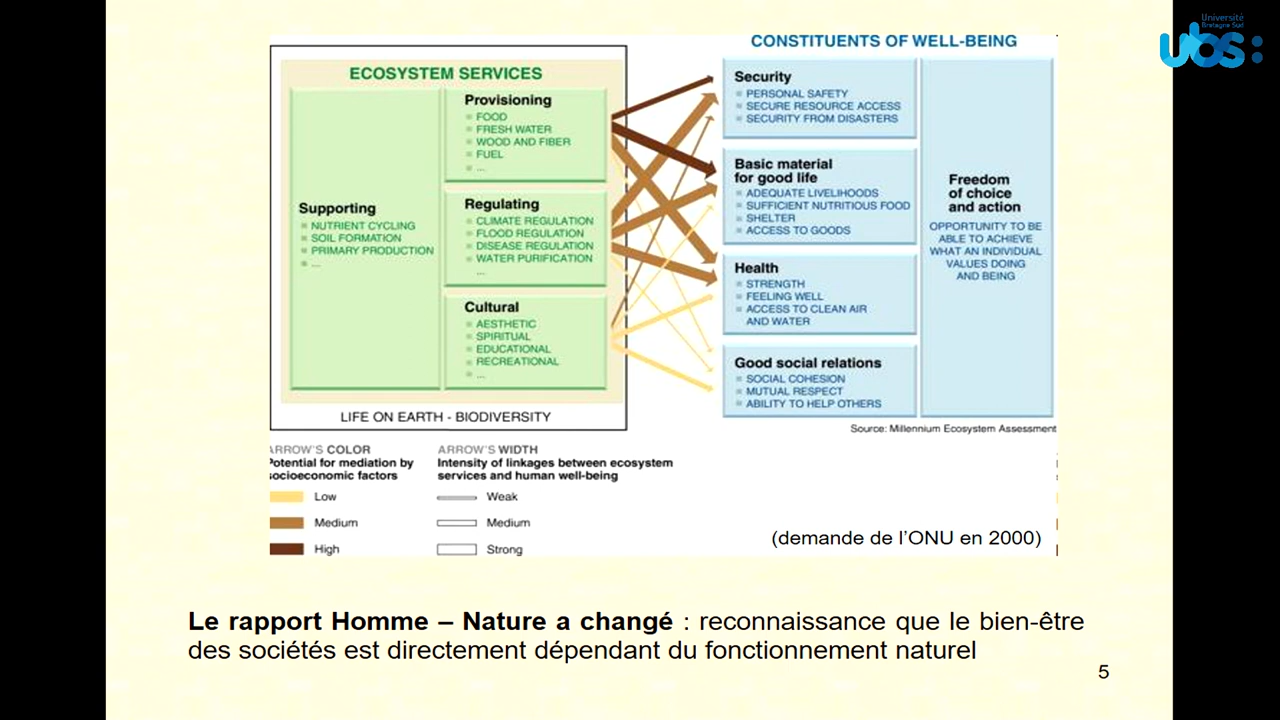 Université
Bretagne Sud
ubs:
CONSTITUENTS OF WELL-BEING
ECOSYSTEM SERVICES
Supporting
NUTRIENT CYCLING
SOIL FORMATION
PRIMARY PRODUCTION
...
Provisioning
FOOD
FRESH WATER
WOOD AND FIBER
FUEL
...
Regulating
CLIMATE REGULATION
FLOOD REGULATION
DISEASE REGULATION
WATER PURIFICATION
...
Cultural
AESTHETIC
SPIRITUAL
EDUCATIONAL
RECREATIONAL
...
LIFE ON EARTH - BIODIVERSITY
Security
PERSONAL SAFETY
SECURE RESOURCE ACCESS
SECURITY FROM DISASTERS
Basic material
for good life
ADEQUATE LIVELIHOODS
SUFFICIENT NUTRITIOUS FOOD
SHELTER
ACCESS TO GOODS
Health
STRENGTH
FEELING WELL
ACCESS TO CLEAN AIR
AND WATER
Good social relations
SOCIAL COHESION
MUTUAL RESPECT
ABILITY TO HELP OTHERS
Freedom
of choice
and action
OPPORTUNITY TO BE
ABLE TO ACHIEVE
WHAT AN INDIVIDUAL
VALUES DOING
AND BEING
Source: Millennium Ecosystem Assessment
ARROW'S COLOR
Potential for mediation by
socioeconomic factors
Low
Medium
High
ARROW'S WIDTH
Intensity of linkages between ecosystem
services and human well-being
Weak
Medium
Strong
(demande de l'ONU en 2000)
Le rapport Homme – Nature a changé : reconnaissance que le bien-être
des sociétés est directement dépendant du fonctionnement naturel
5